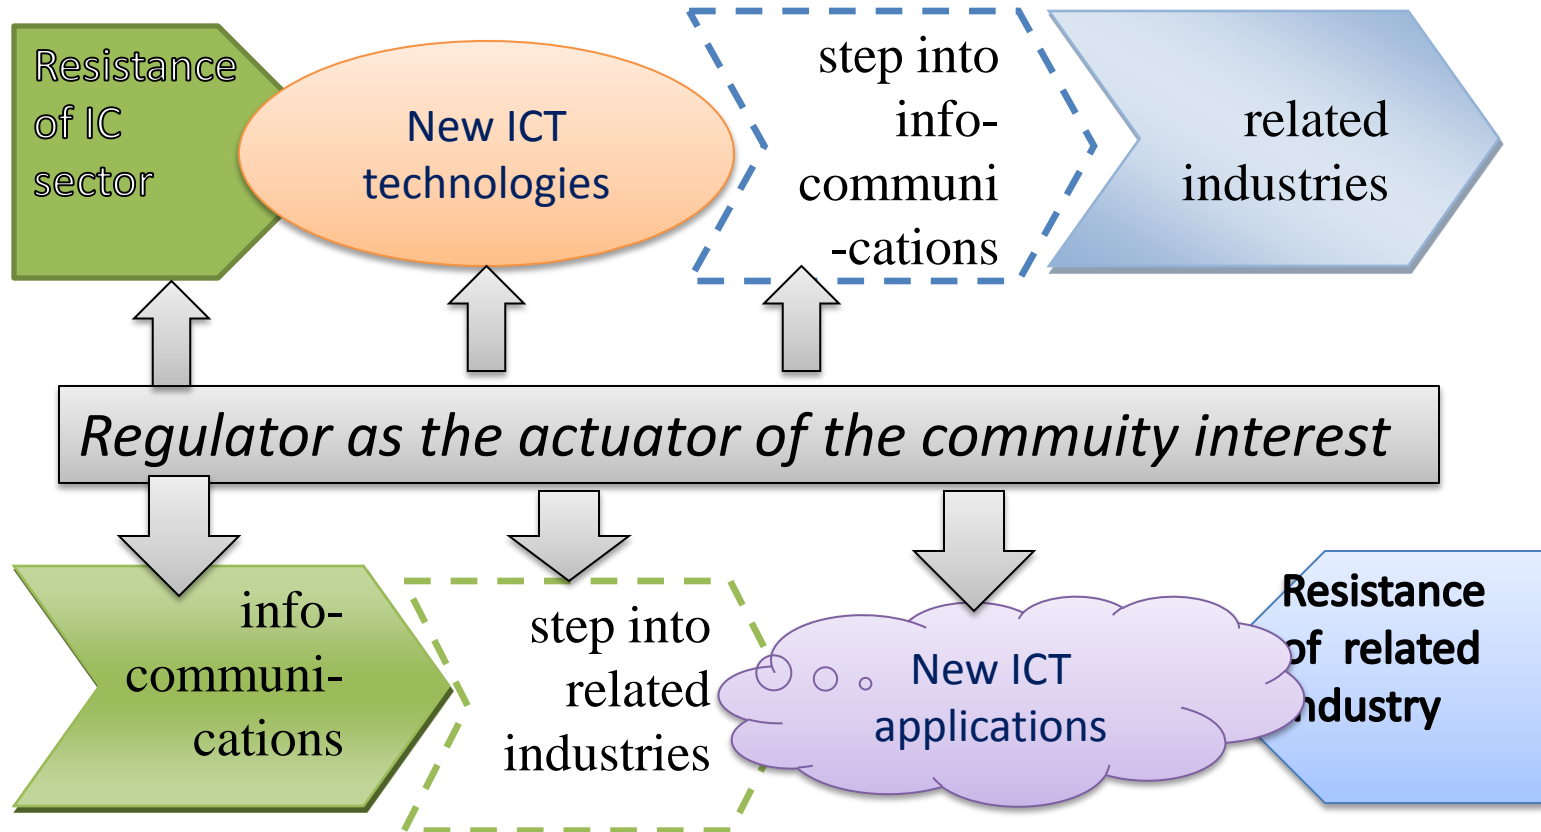 Resistance
of IC
sector
New ICT
technologies
step into
info-
communi
-cations
related
industries
Regulator as the actuator of the commuity interest
info-
communi-
cations
step into
related
industries
New ICT
applications
Resistance
of related
industry